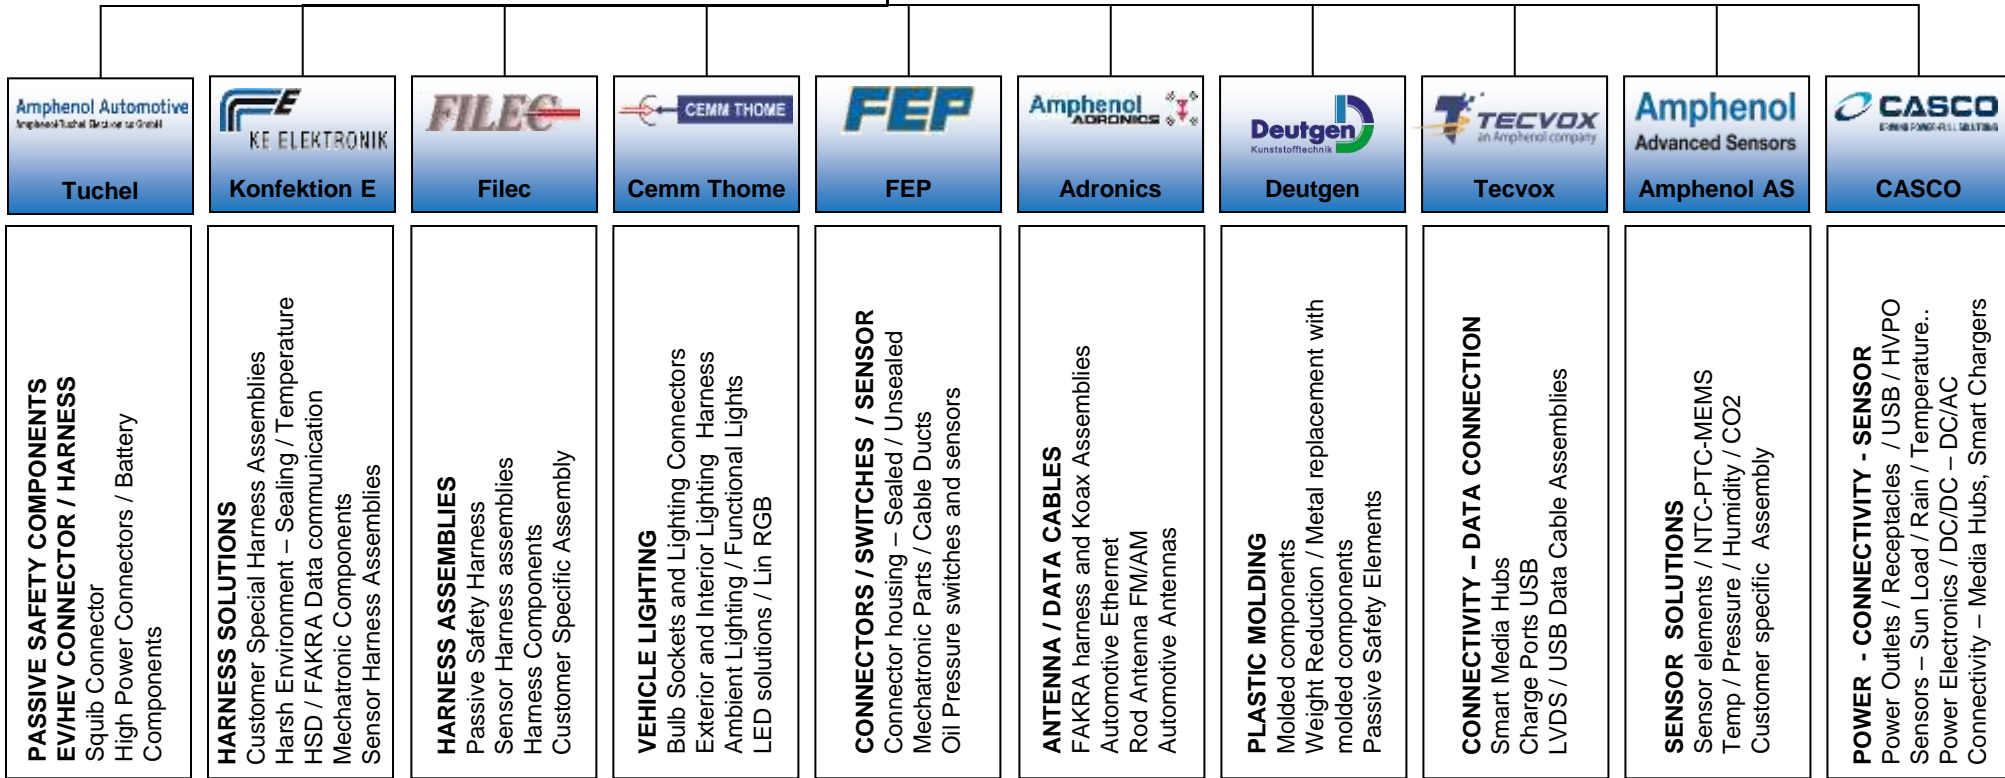 Amphenol Automotive
Amphenol-Tuchel Electronics GmbH
Tuchel
KE ELEKTRONIK
Konfektion E
FILEC
Filec
CEMM THOME
Cemm Thome
FEP
FEP
Amphenol
ADRONICS
Adronics
Deutgen
Kunststofftechnik
Deutgen
TECVOX
an Amphenol company
Tecvox
Amphenol
Advanced Sensors
Amphenol AS
CASCO
CASCO
PASSIVE SAFETY COMPONENTS
EV/HEV CONNECTOR / HARNESS
Squib Connector
High Power Connectors / Battery
Components
HARNESS SOLUTIONS
Customer Special Harness Assemblies
Harsh Environment – Sealing / Temperature
HSD / FAKRA Data communication
Mechatronic Components
Sensor Harness Assemblies
HARNESS ASSEMBLIES
Passive Safety Harness
Sensor Harness assemblies
Harness Components
Customer Specific Assembly
VEHICLE LIGHTING
Bulb Sockets and Lighting Connectors
Exterior and Interior Lighting Harness
Ambient Lighting / Functional Lights
LED solutions / Lin RGB
CONNECTORS / SWITCHES / SENSOR
Connector housing – Sealed / Unsealed
Mechatronic Parts / Cable Ducts
Oil Pressure switches and sensors
ANTENNA / DATA CABLES
FAKRA harness and Koax Assemblies
Automotive Ethernet
Rod Antenna FM/AM
Automotive Antennas
PLASTIC MOLDING
Molded components
Weight Reduction / Metal replacement with
molded components
Passive Safety Elements
CONNECTIVITY – DATA CONNECTION
Smart Media Hubs
Charge Ports USB
LVDS / USB Data Cable Assemblies
SENSOR SOLUTIONS
Sensor elements / NTC-PTC-MEMS
Temp / Pressure / Humidity / CO2
Customer specific Assembly
POWER - CONNECTIVITY - SENSOR
Power Outlets / Receptacles / USB / HVPO
Sensors – Sun Load / Rain / Temperature..
Power Electronics / DC/DC – DC/AC
Connectivity – Media Hubs, Smart Chargers